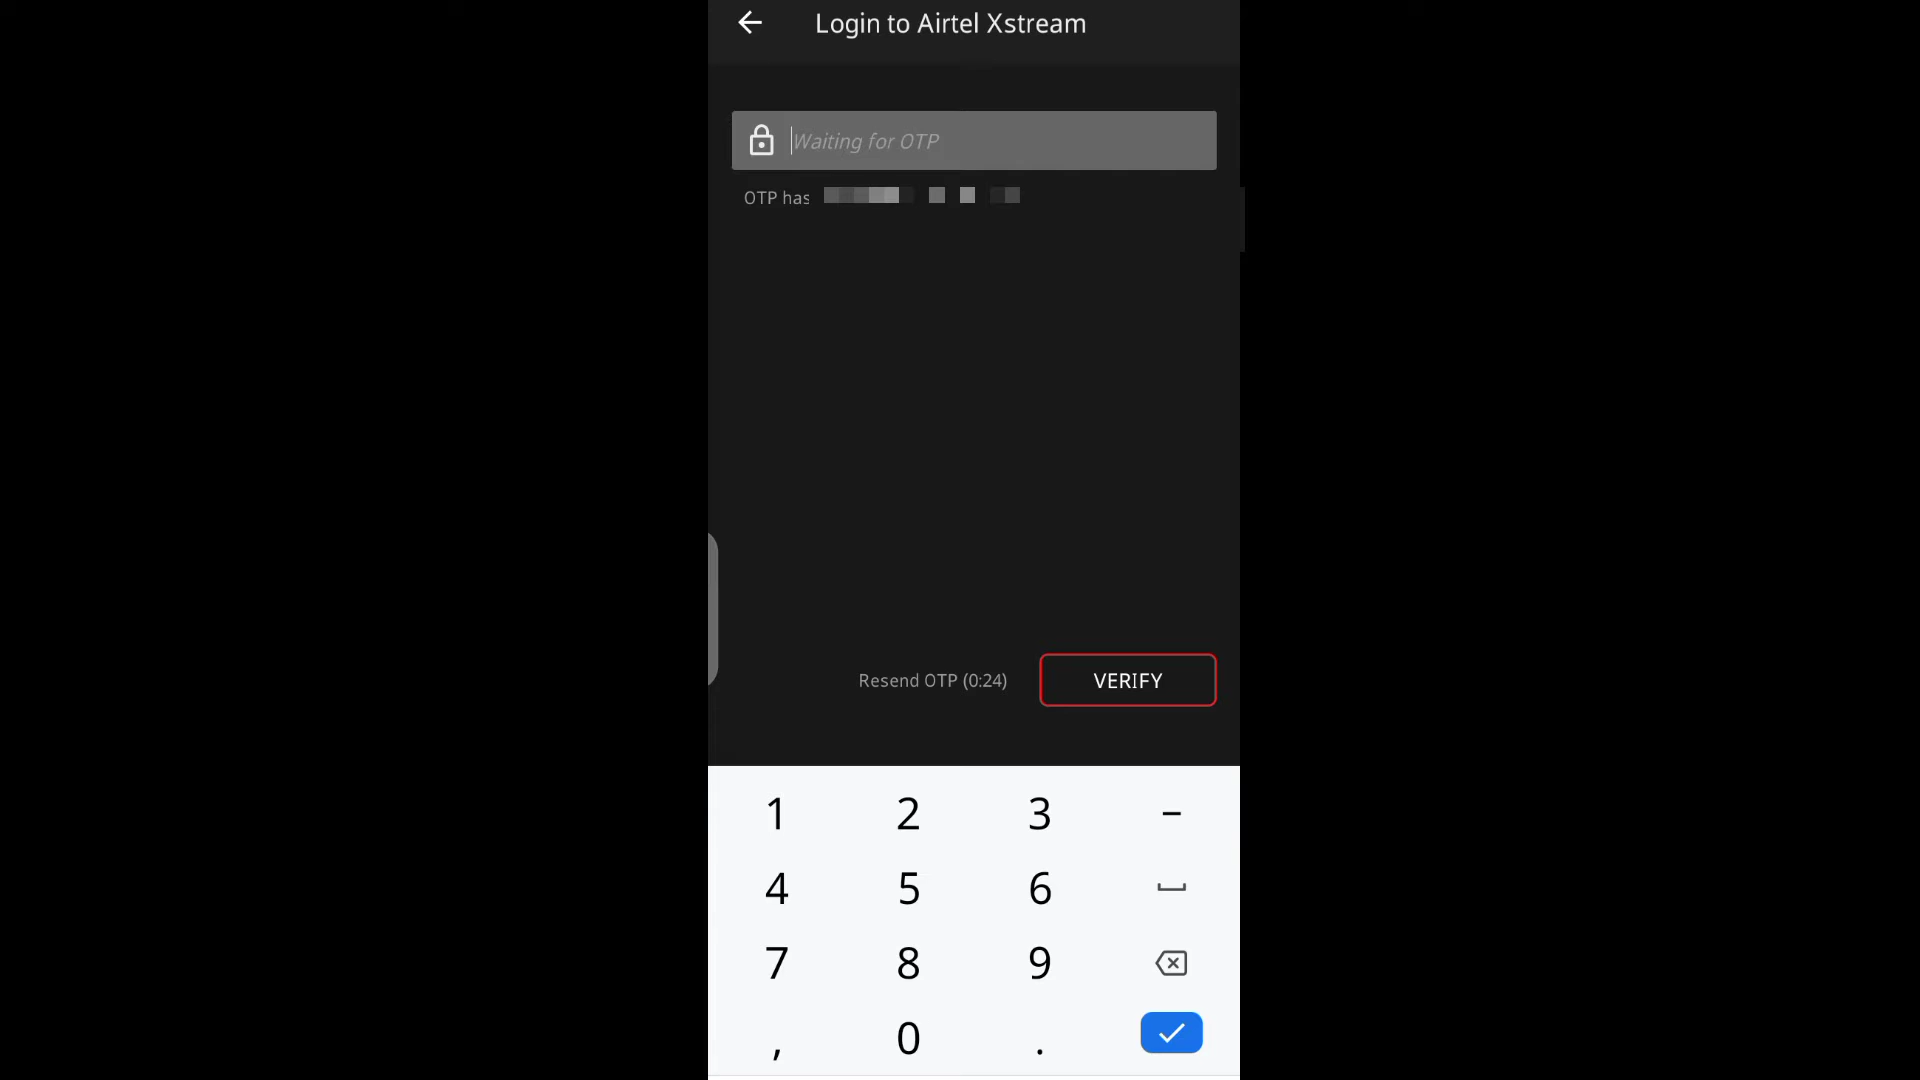 Login to Airtel Xstream
Waiting for OTP
OTP has
Resend OTP (0:24)
VERIFY
1 2 3 –
4 5 6
7 8 9
, 0 .